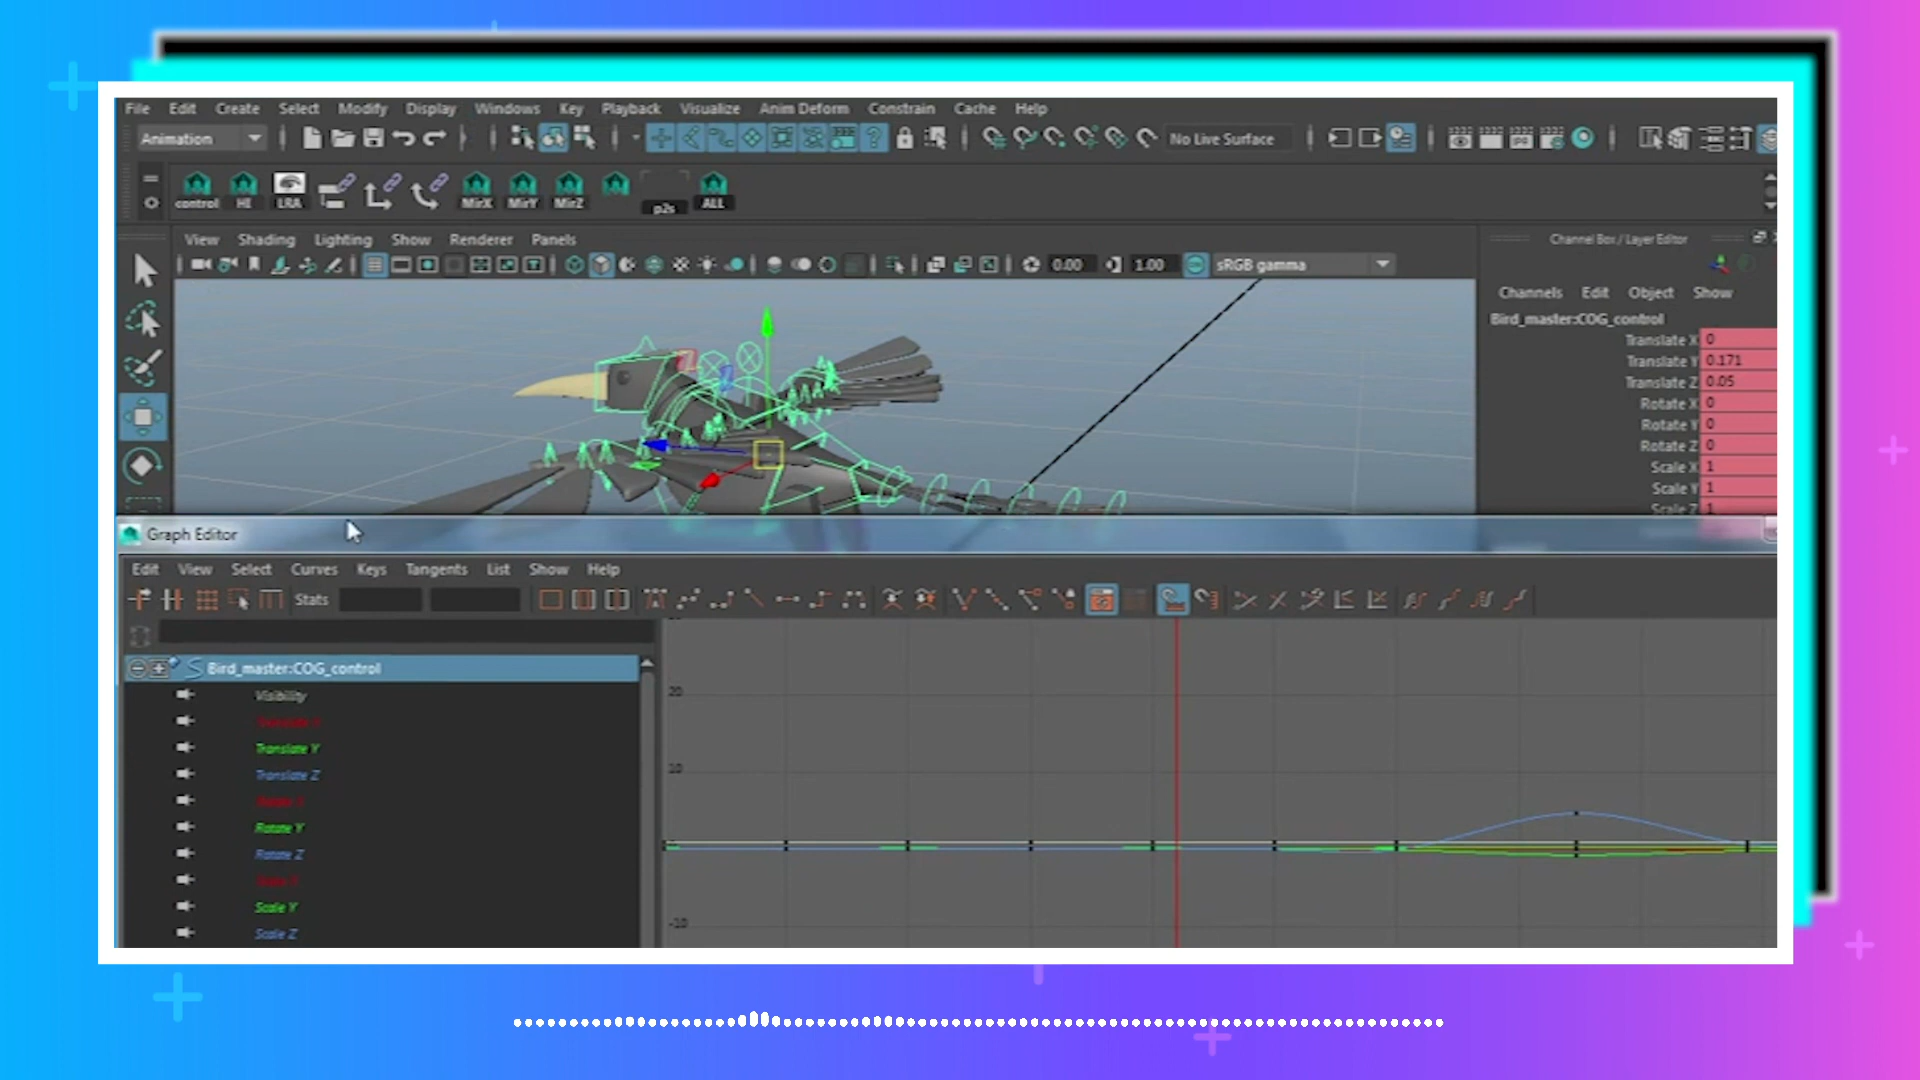 File Edit Create Select Modify Display Windows Key Playback Visualize Anim Deform Constrain Cache Help
Animation No Live Surface
control HI LRA MirX MirY MirZ p2s ALL
View Shading Lighting Show Renderer Panels
0.00 1.00 sRGB gamma
Channel Box / Layer Editor
Channels Edit Object Show
Bird_master:COG_control
Translate X 0
Translate Y 0.171
Translate Z 0.05
Rotate X 0
Rotate Y 0
Rotate Z 0
Scale X 1
Scale Y 1
Scale Z 1
Graph Editor
Edit View Select Curves Keys Tangents List Show Help
Stats
Bird_master:COG_control
Visibility
Translate Y
Translate Z
Rotate Y
Rotate Z
Scale Y
Scale Z
20
10
-10